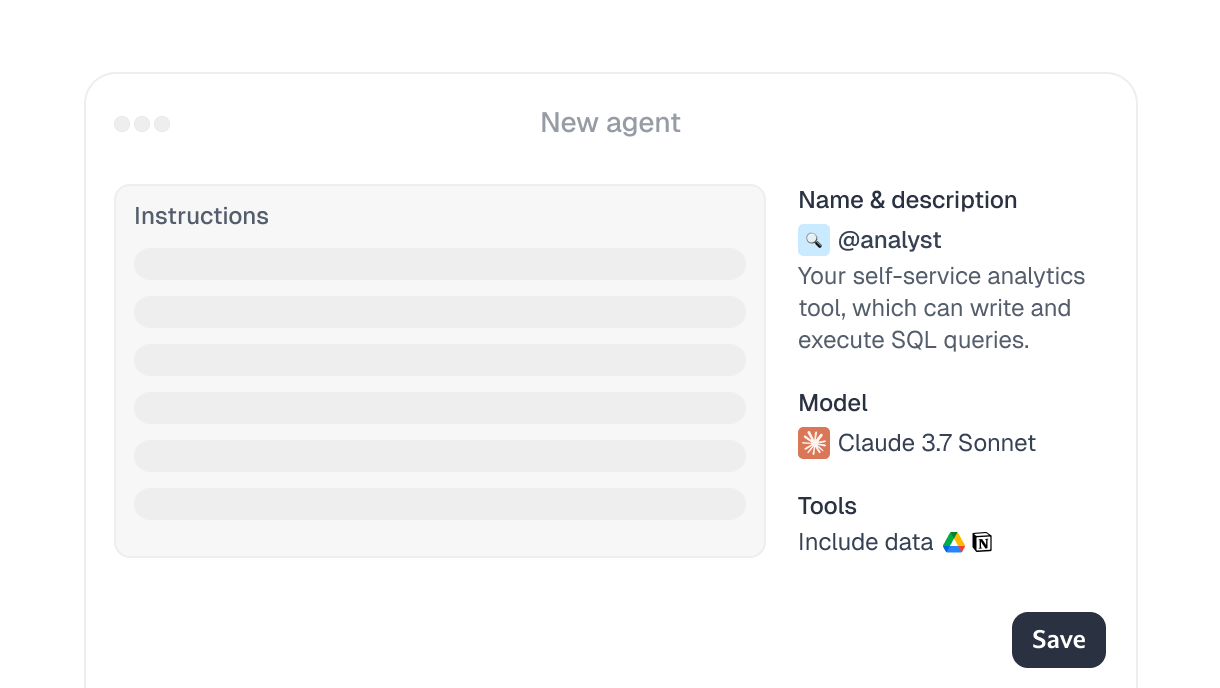 New agent
Instructions
Name & description
@analyst
Your self-service analytics
tool, which can write and
execute SQL queries.
Model
Claude 3.7 Sonnet
Tools
Include data
Save